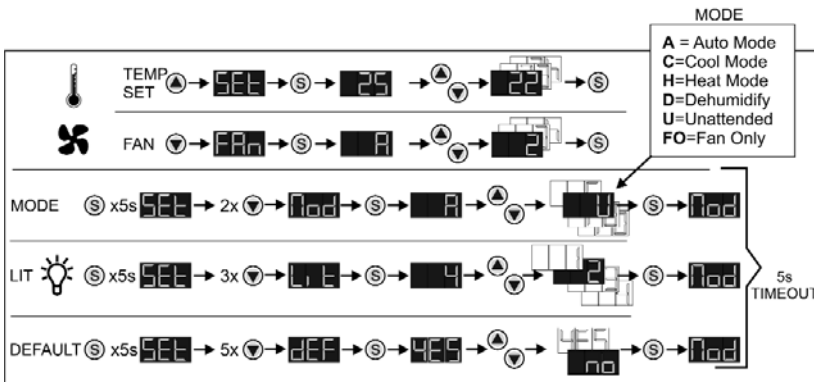 MODE
A = Auto Mode
C=Cool Mode
H=Heat Mode
D=Dehumidify
U=Unattended
FO=Fan Only
TEMP SET SEt S 25 22 S
FAN FAn S A 2 S
MODE S x5s SEt 2x Mod S A U S Mod
LIT S x5s SEt 3x Lit S 4 2 S Mod
5s
TIMEOUT
DEFAULT S x5s SEt 5x dEF S YES YES no S Mod